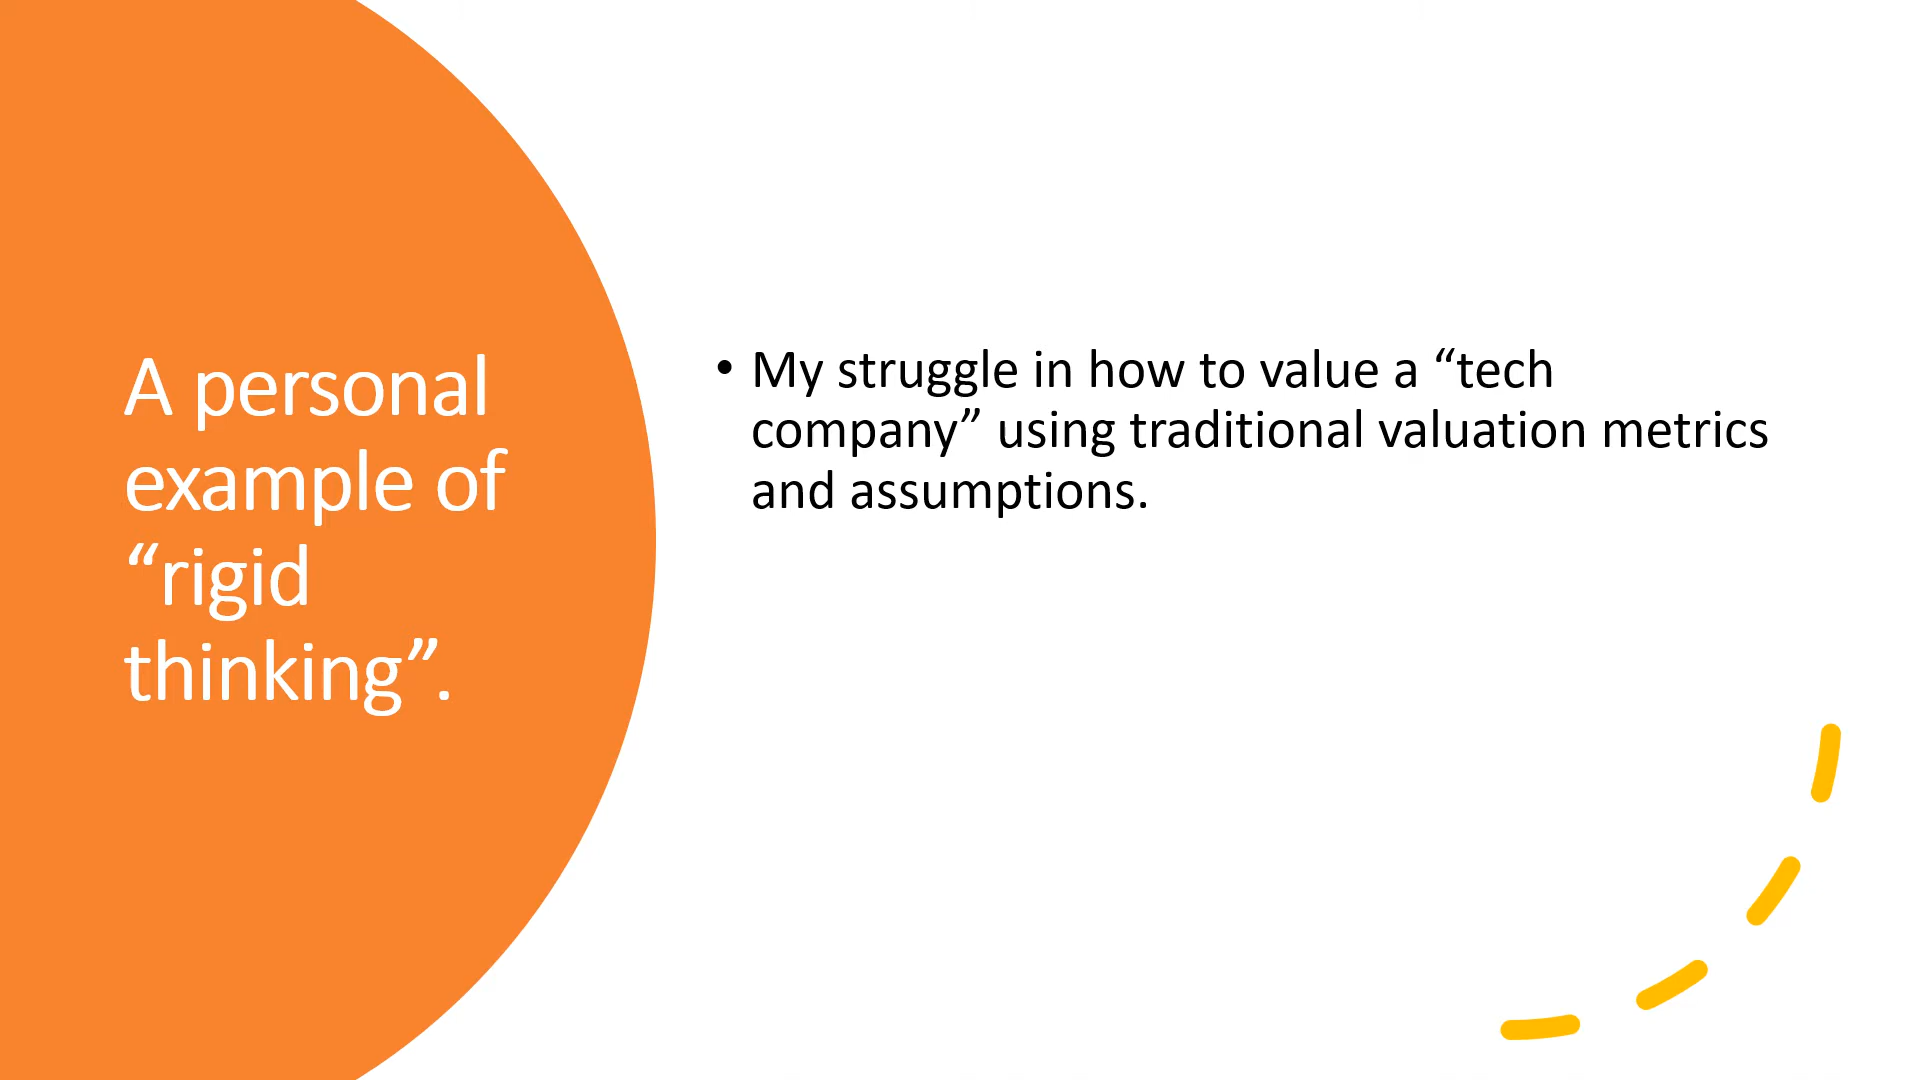 A personal
example of
“rigid
thinking”.
• My struggle in how to value a “tech
company” using traditional valuation metrics
and assumptions.